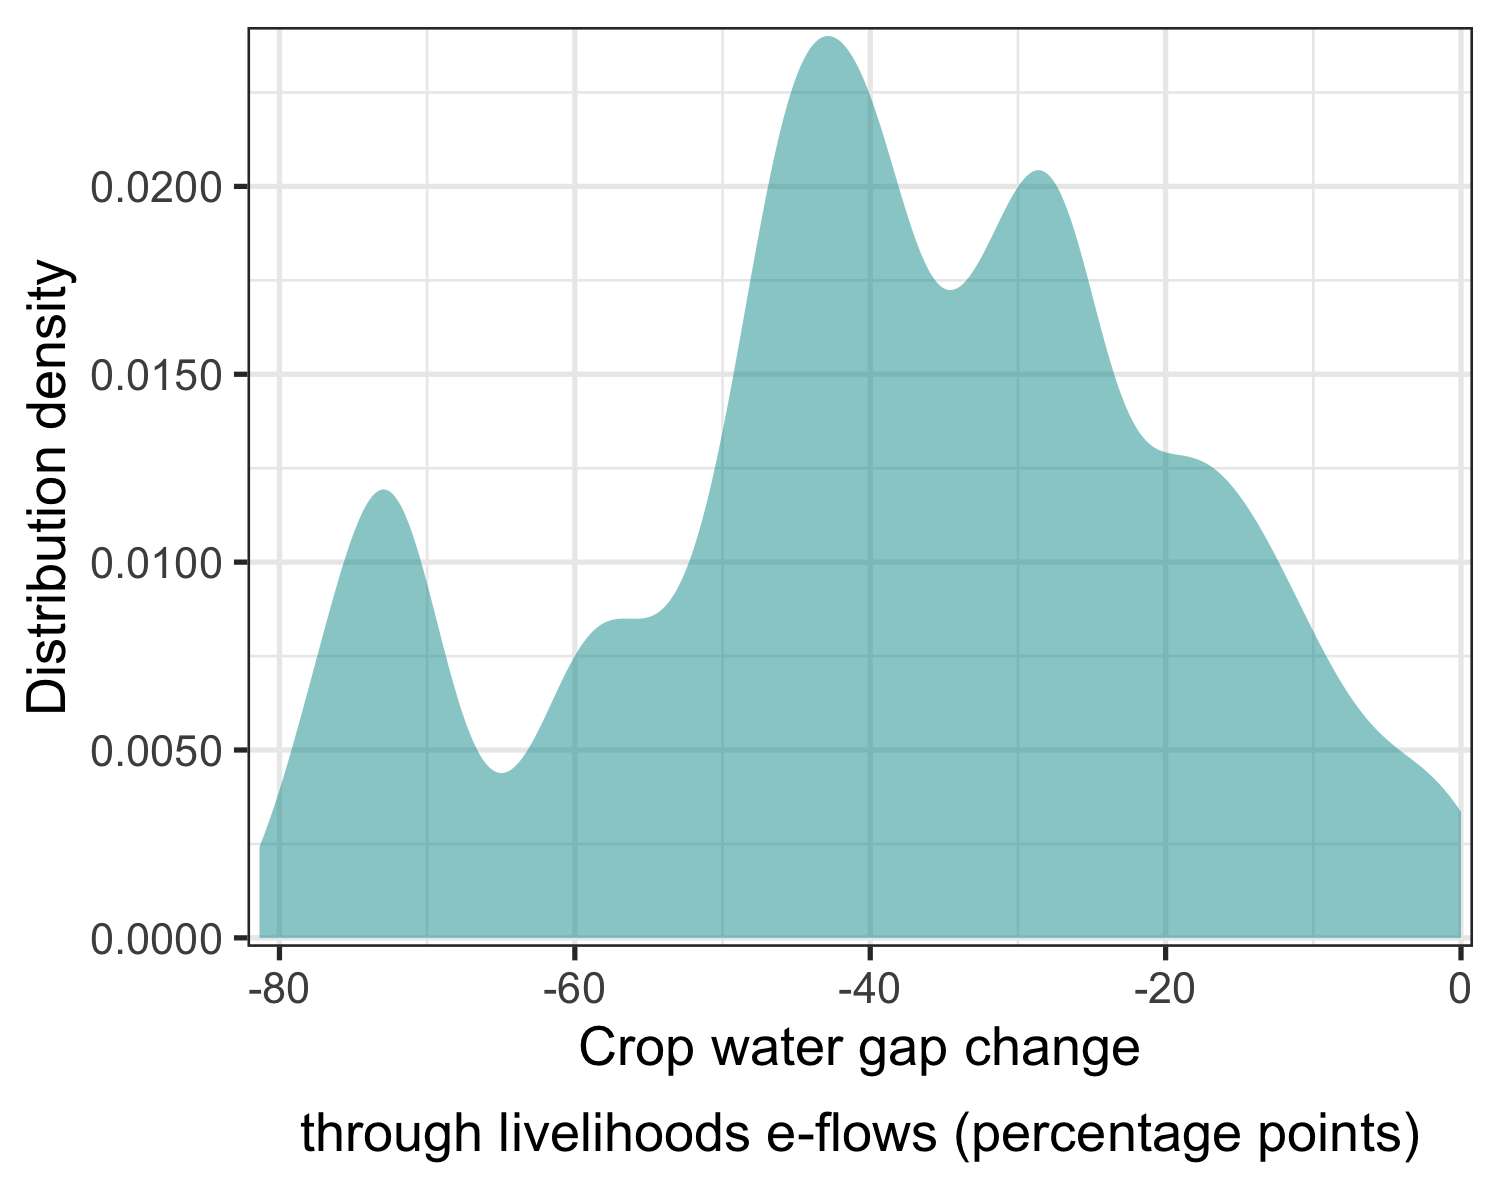 Distribution density
0.0200
0.0150
0.0100
0.0050
0.0000
-80 -60 -40 -20 0
Crop water gap change
through livelihoods e-flows (percentage points)